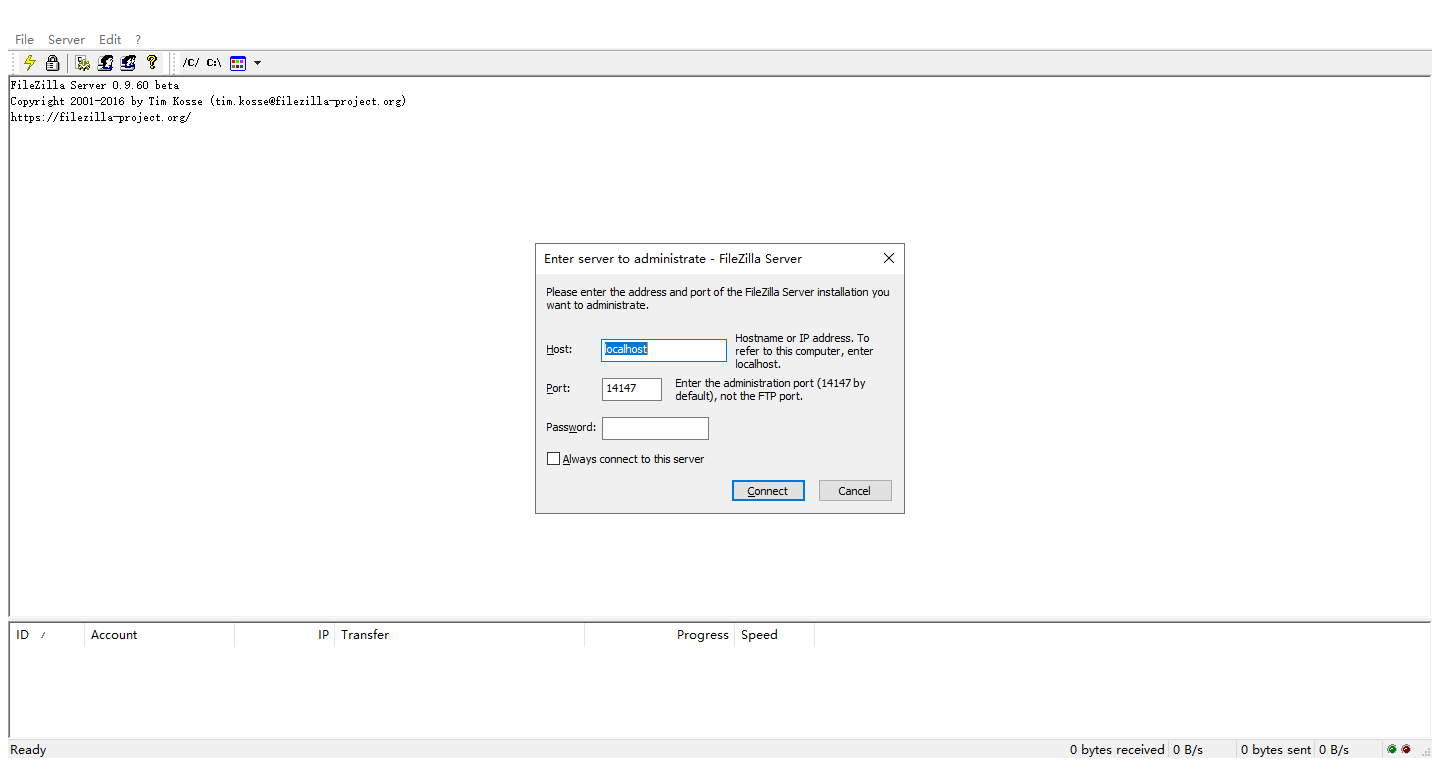 File Server Edit ?
/C/ C:\
FileZilla Server 0.9.60 beta
Copyright 2001-2016 by Tim Kosse (tim.kosse@filezilla-project.org)
https://filezilla-project.org/
Enter server to administrate - FileZilla Server
Please enter the address and port of the FileZilla Server installation you
want to administrate.
Host:
localhost
Hostname or IP address. To
refer to this computer, enter
localhost.
Port:
14147
Enter the administration port (14147 by
default), not the FTP port.
Password:
Always connect to this server
Connect Cancel
ID / Account IP Transfer Progress Speed
Ready 0 bytes received 0 B/s 0 bytes sent 0 B/s